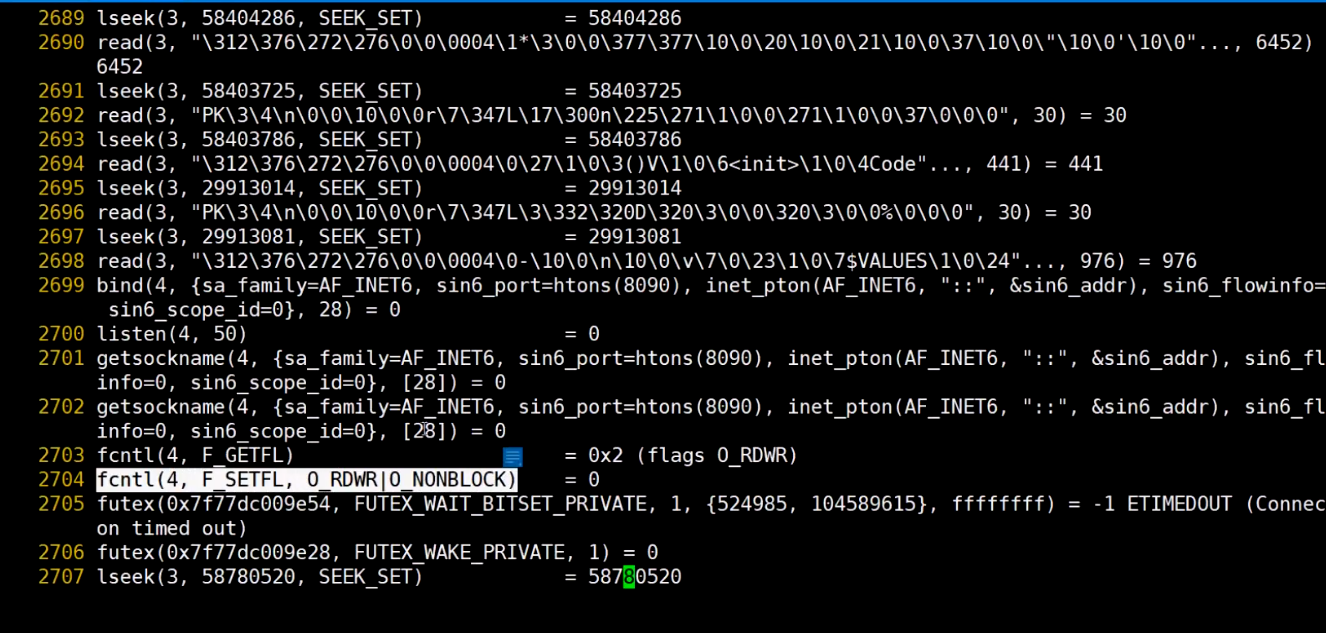 2689 lseek(3, 58404286, SEEK_SET)            = 58404286
2690 read(3, "\312\376\272\276\0\0\0004\1*\3\0\0\377\377\10\0\20\10\0\21\10\0\37\10\0\"\10\0'\10\0"..., 6452)
6452
2691 lseek(3, 58403725, SEEK_SET)            = 58403725
2692 read(3, "PK\3\4\n\0\0\10\0\0r\7\347L\17\300n\225\271\1\0\0\271\1\0\0\37\0\0\0", 30) = 30
2693 lseek(3, 58403786, SEEK_SET)            = 58403786
2694 read(3, "\312\376\272\276\0\0\0004\0\27\1\0\3()V\1\0\6<init>\1\0\4Code"..., 441) = 441
2695 lseek(3, 29913014, SEEK_SET)            = 29913014
2696 read(3, "PK\3\4\n\0\0\10\0\0r\7\347L\3\332\320D\320\3\0\0\320\3\0\0%\0\0\0", 30) = 30
2697 lseek(3, 29913081, SEEK_SET)            = 29913081
2698 read(3, "\312\376\272\276\0\0\0004\0-\10\0\n\10\0\v\7\0\23\1\0\7$VALUES\1\0\24"..., 976) = 976
2699 bind(4, {sa_family=AF_INET6, sin6_port=htons(8090), inet_pton(AF_INET6, "::", &sin6_addr), sin6_flowinfo=
sin6_scope_id=0}, 28) = 0
2700 listen(4, 50)                           = 0
2701 getsockname(4, {sa_family=AF_INET6, sin6_port=htons(8090), inet_pton(AF_INET6, "::", &sin6_addr), sin6_fl
info=0, sin6_scope_id=0}, [28]) = 0
2702 getsockname(4, {sa_family=AF_INET6, sin6_port=htons(8090), inet_pton(AF_INET6, "::", &sin6_addr), sin6_fl
info=0, sin6_scope_id=0}, [28]) = 0
2703 fcntl(4, F_GETFL)                       = 0x2 (flags O_RDWR)
2704 fcntl(4, F_SETFL, O_RDWR|O_NONBLOCK)    = 0
2705 futex(0x7f77dc009e54, FUTEX_WAIT_BITSET_PRIVATE, 1, {524985, 104589615}, ffffffff) = -1 ETIMEDOUT (Connec
on timed out)
2706 futex(0x7f77dc009e28, FUTEX_WAKE_PRIVATE, 1) = 0
2707 lseek(3, 58780520, SEEK_SET)            = 58780520